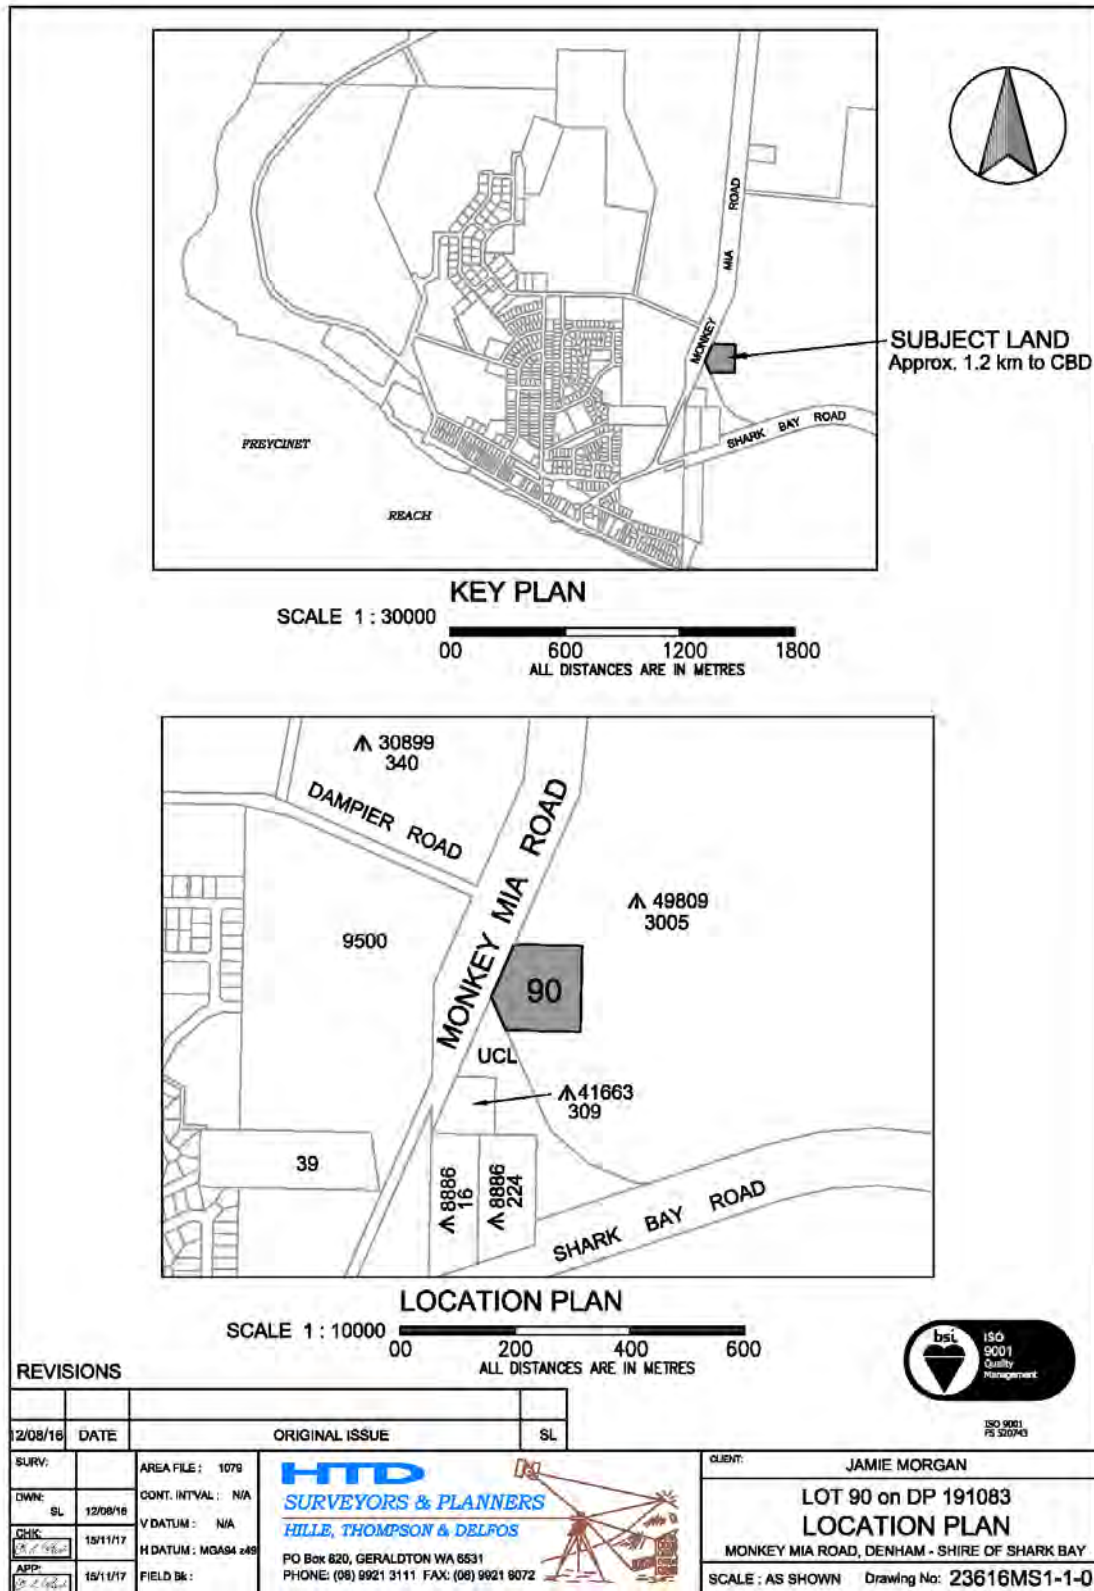 MONKEY MIA ROAD
SUBJECT LAND
Approx. 1.2 km to CBD
SHARK BAY ROAD
FREYCINET
REACH
KEY PLAN
SCALE 1 : 30000
00 600 1200 1800
ALL DISTANCES ARE IN METRES
30899
340
DAMPIER ROAD
MONKEY MIA ROAD
49809
3005
9500
90
UCL
41663
309
39
8886
16
8886
224
SHARK BAY ROAD
LOCATION PLAN
SCALE 1 : 10000
00 200 400 600
ALL DISTANCES ARE IN METRES
bsi.
ISO
9001
Quality
Management
ISO 9001
FS 520743
REVISIONS
12/08/16 DATE ORIGINAL ISSUE SL
SURV:
DWN: SL 12/08/16
CHK: 15/11/17
APP: 15/11/17
AREA FILE : 1079
CONT. INTVAL : N/A
V DATUM : N/A
H DATUM : MGA94 z49
FIELD Bk :
HTD
SURVEYORS & PLANNERS
HILLE, THOMPSON & DELFOS
PO Box 820, GERALDTON WA 6531
PHONE: (08) 9921 3111 FAX: (08) 9921 8072
CLIENT: JAMIE MORGAN
LOT 90 on DP 191083
LOCATION PLAN
MONKEY MIA ROAD, DENHAM - SHIRE OF SHARK BAY
SCALE : AS SHOWN Drawing No: 23616MS1-1-0